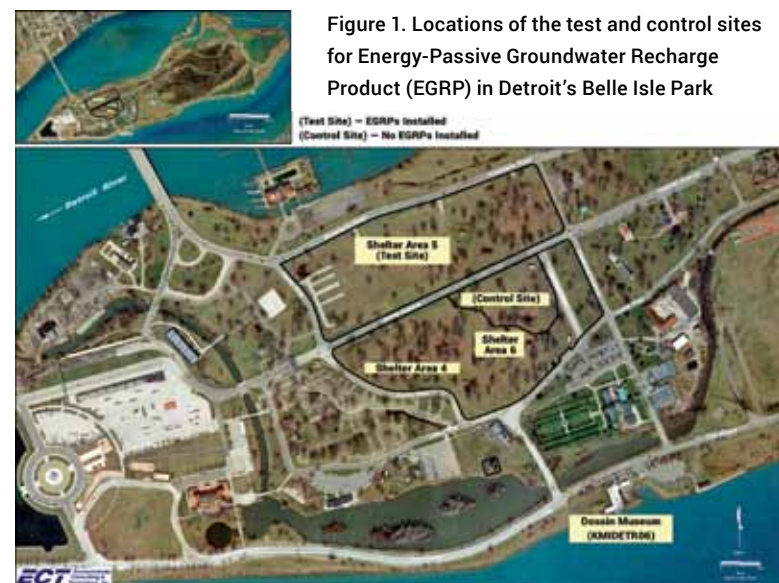 Figure 1. Locations of the test and control sites
for Energy-Passive Groundwater Recharge
Product (EGRP) in Detroit's Belle Isle Park
(Test Site) — EGRPs Installed
(Control Site) — No EGRPs Installed
Detroit River
Shelter Area 5
(Test Site)
(Control Site)
Shelter
Area 6
Shelter Area 4
Dossin Museum
(KMIDETR06)
ECT